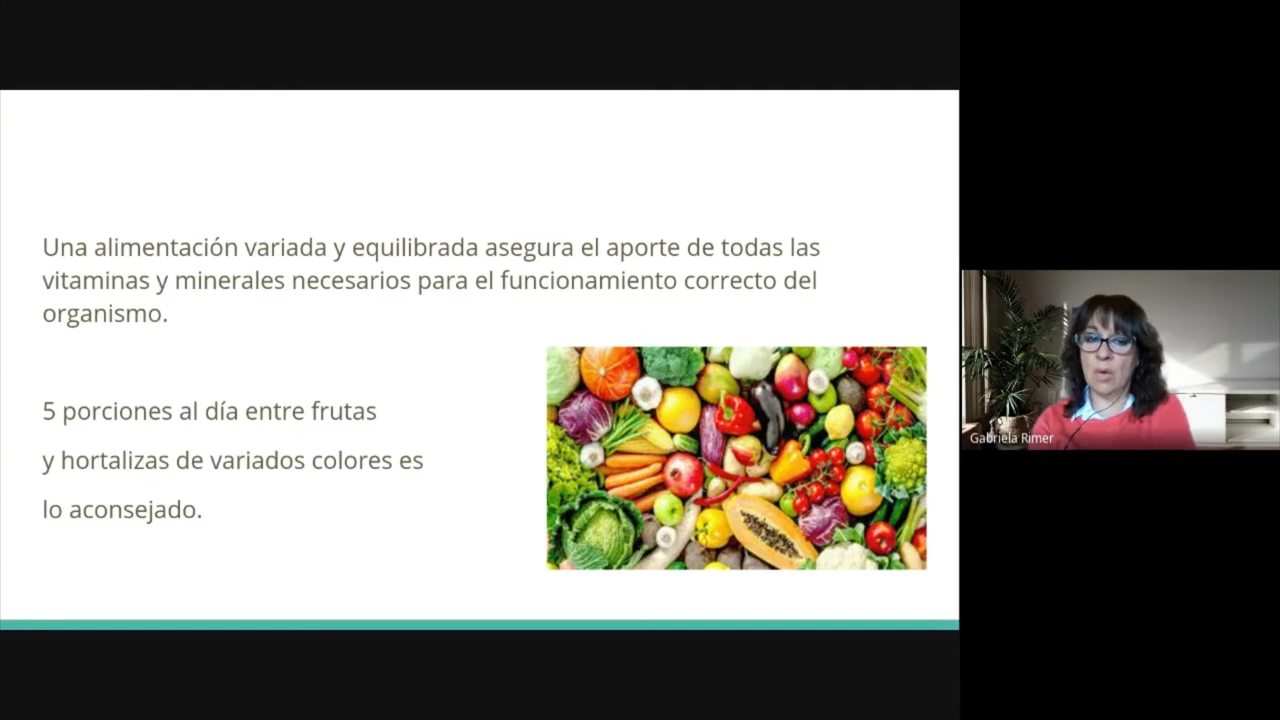 Una alimentación variada y equilibrada asegura el aporte de todas las
vitaminas y minerales necesarios para el funcionamiento correcto del
organismo.
5 porciones al día entre frutas
y hortalizas de variados colores es
lo aconsejado.
Gabriela Rimer